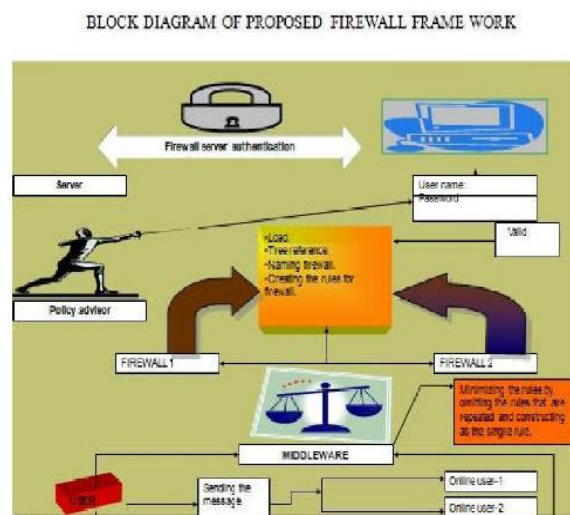 BLOCK DIAGRAM OF PROPOSED FIREWALL FRAME WORK
Firewall server authentication
Server
User name:
Password
Valid
•Load.
•Tree reference.
•Naming firewall.
•Creating the rules for
firewall.
Policy advisor
FIREWALL 1
FIREWALL 2
Minimizing the rules by
omitting the rules that are
repeated and constructing
as the single rule.
MIDDLEWARE
USER
Sending the
message
Online user-1
Online user-2